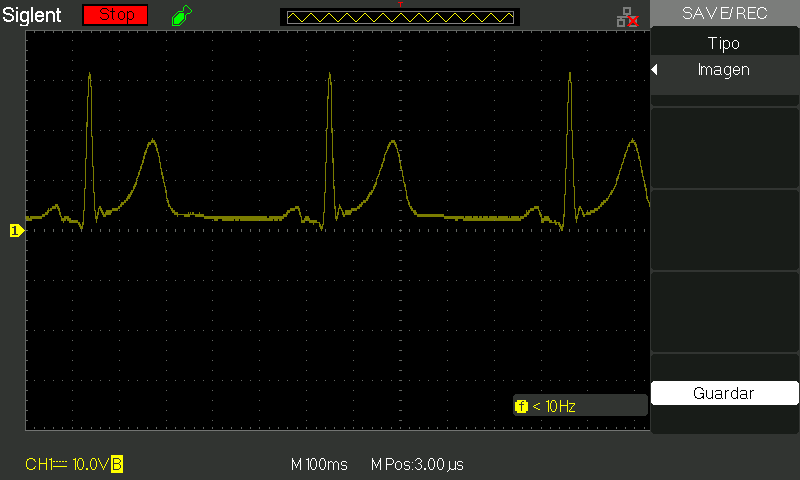 Siglent Stop SAVE/REC
Tipo
Imagen
1
f < 10Hz
Guardar
CH1 10.0V B M 100ms M Pos:3.00 µs